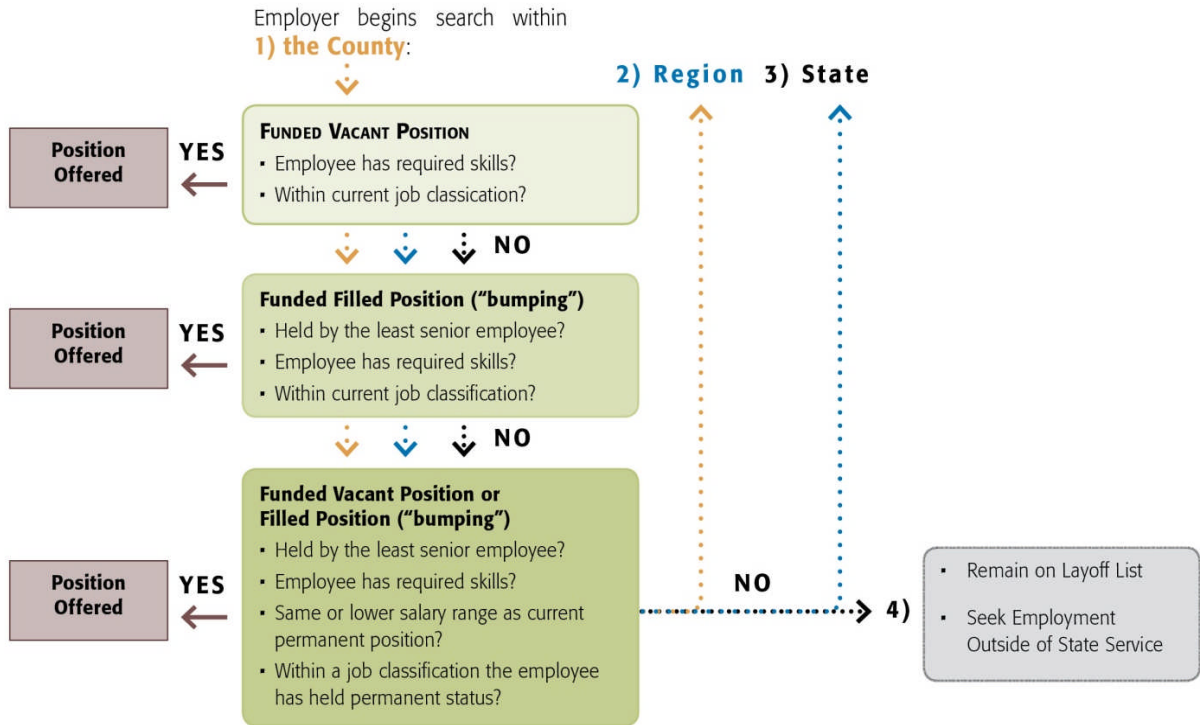 Employer begins search within
1) the County:
2) Region 3) State
FUNDED VACANT POSITION
▪ Employee has required skills?
▪ Within current job classication?
YES
Position
Offered
NO
Funded Filled Position (“bumping”)
▪ Held by the least senior employee?
▪ Employee has required skills?
▪ Within current job classification?
YES
Position
Offered
NO
Funded Vacant Position or
Filled Position (“bumping”)
▪ Held by the least senior employee?
▪ Employee has required skills?
▪ Same or lower salary range as current
permanent position?
▪ Within a job classification the employee
has held permanent status?
YES
Position
Offered
NO
4)
▪ Remain on Layoff List
▪ Seek Employment
Outside of State Service